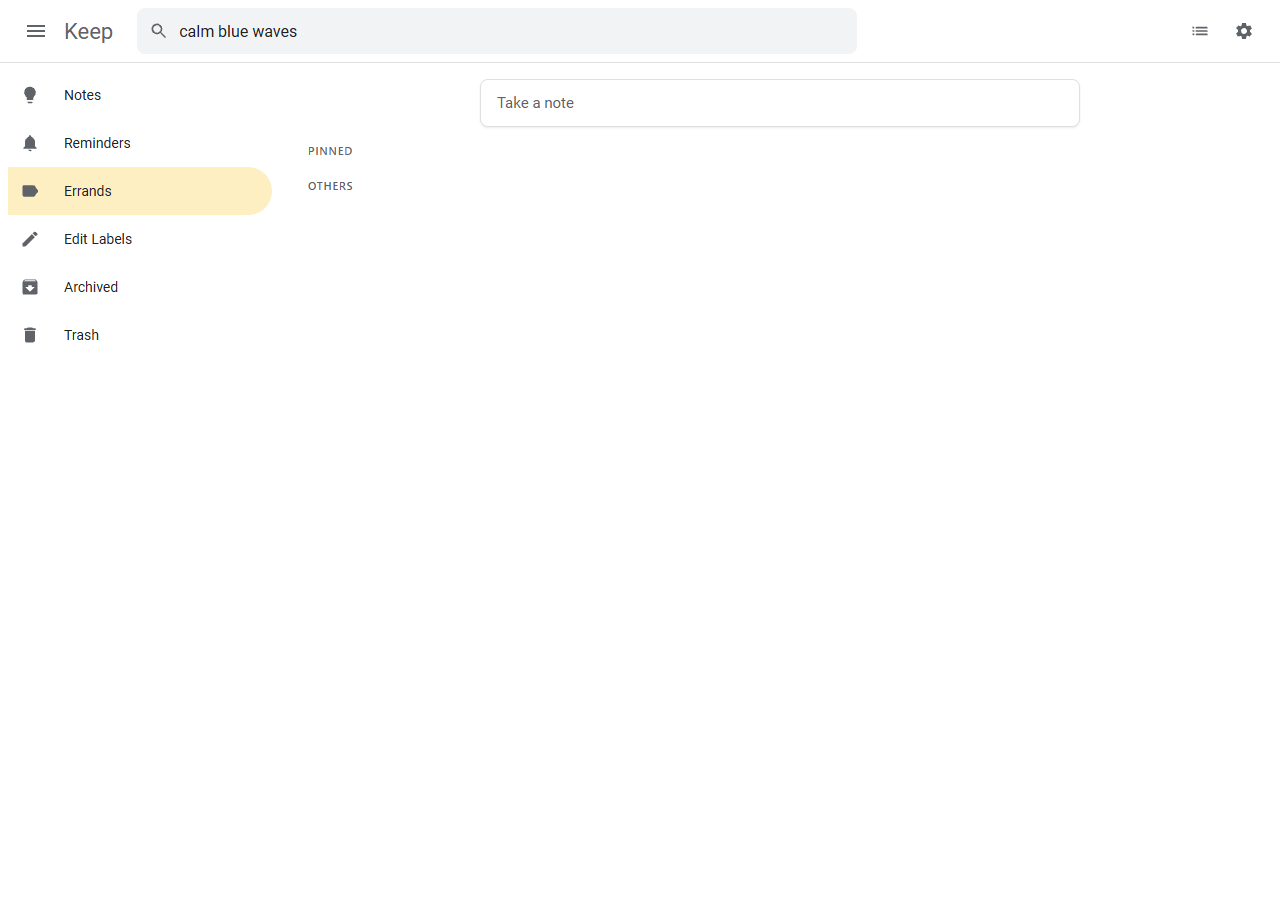 Keep
calm blue waves
Notes
Reminders
Errands
Edit Labels
Archived
Trash
Take a note
PINNED
OTHERS